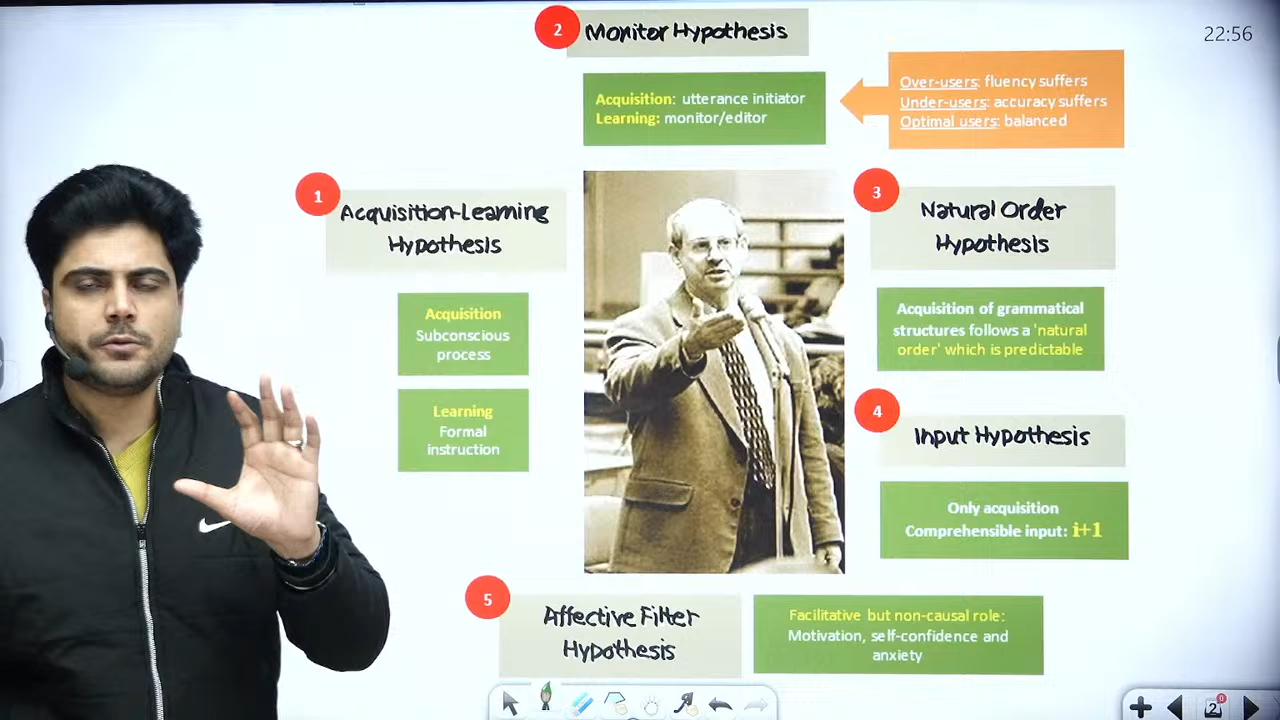 2
Monitor Hypothesis
22:56
Acquisition: utterance initiator
Learning: monitor/editor
Over-users: fluency suffers
Under-users: accuracy suffers
Optimal users: balanced
1
Acquisition-Learning
Hypothesis
Acquisition
Subconscious
process
Learning
Formal
instruction
3
Natural Order
Hypothesis
Acquisition of grammatical
structures follows a 'natural
order' which is predictable
4
Input Hypothesis
Only acquisition
Comprehensible input: i+1
5
Affective Filter
Hypothesis
Facilitative but non-causal role:
Motivation, self-confidence and
anxiety
2
0